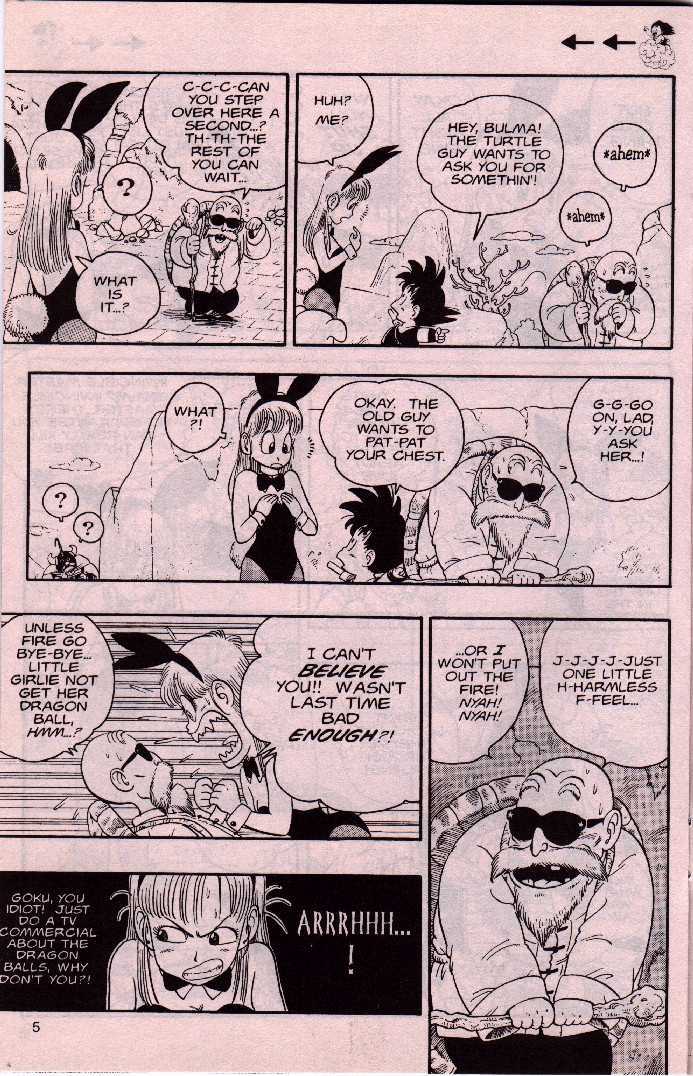 HUH?
ME?
HEY, BULMA!
THE TURTLE
GUY WANTS TO
ASK YOU FOR
SOMETHIN'!
*ahem*
*ahem*
C-C-C-CAN
YOU STEP
OVER HERE A
SECOND...?
TH-TH-THE
REST OF
YOU CAN
WAIT...
?
WHAT
IS
IT...?
G-G-GO
ON, LAD,
Y-Y-YOU
ASK
HER...!
OKAY. THE
OLD GUY
WANTS TO
PAT-PAT
YOUR CHEST.
WHAT
?!
?
?
J-J-J-J-JUST
ONE LITTLE
H-HARMLESS
F-FEEL...
...OR I
WON'T PUT
OUT THE
FIRE!
NYAH!
NYAH!
I CAN'T
BELIEVE
YOU!! WASN'T
LAST TIME
BAD
ENOUGH?!
UNLESS
FIRE GO
BYE-BYE...
LITTLE
GIRLIE NOT
GET HER
DRAGON
BALL,
HMM...?
ARRRHHH...
!
GOKU, YOU
IDIOT! JUST
DO A TV
COMMERCIAL
ABOUT THE
DRAGON
BALLS, WHY
DON'T YOU?!
5